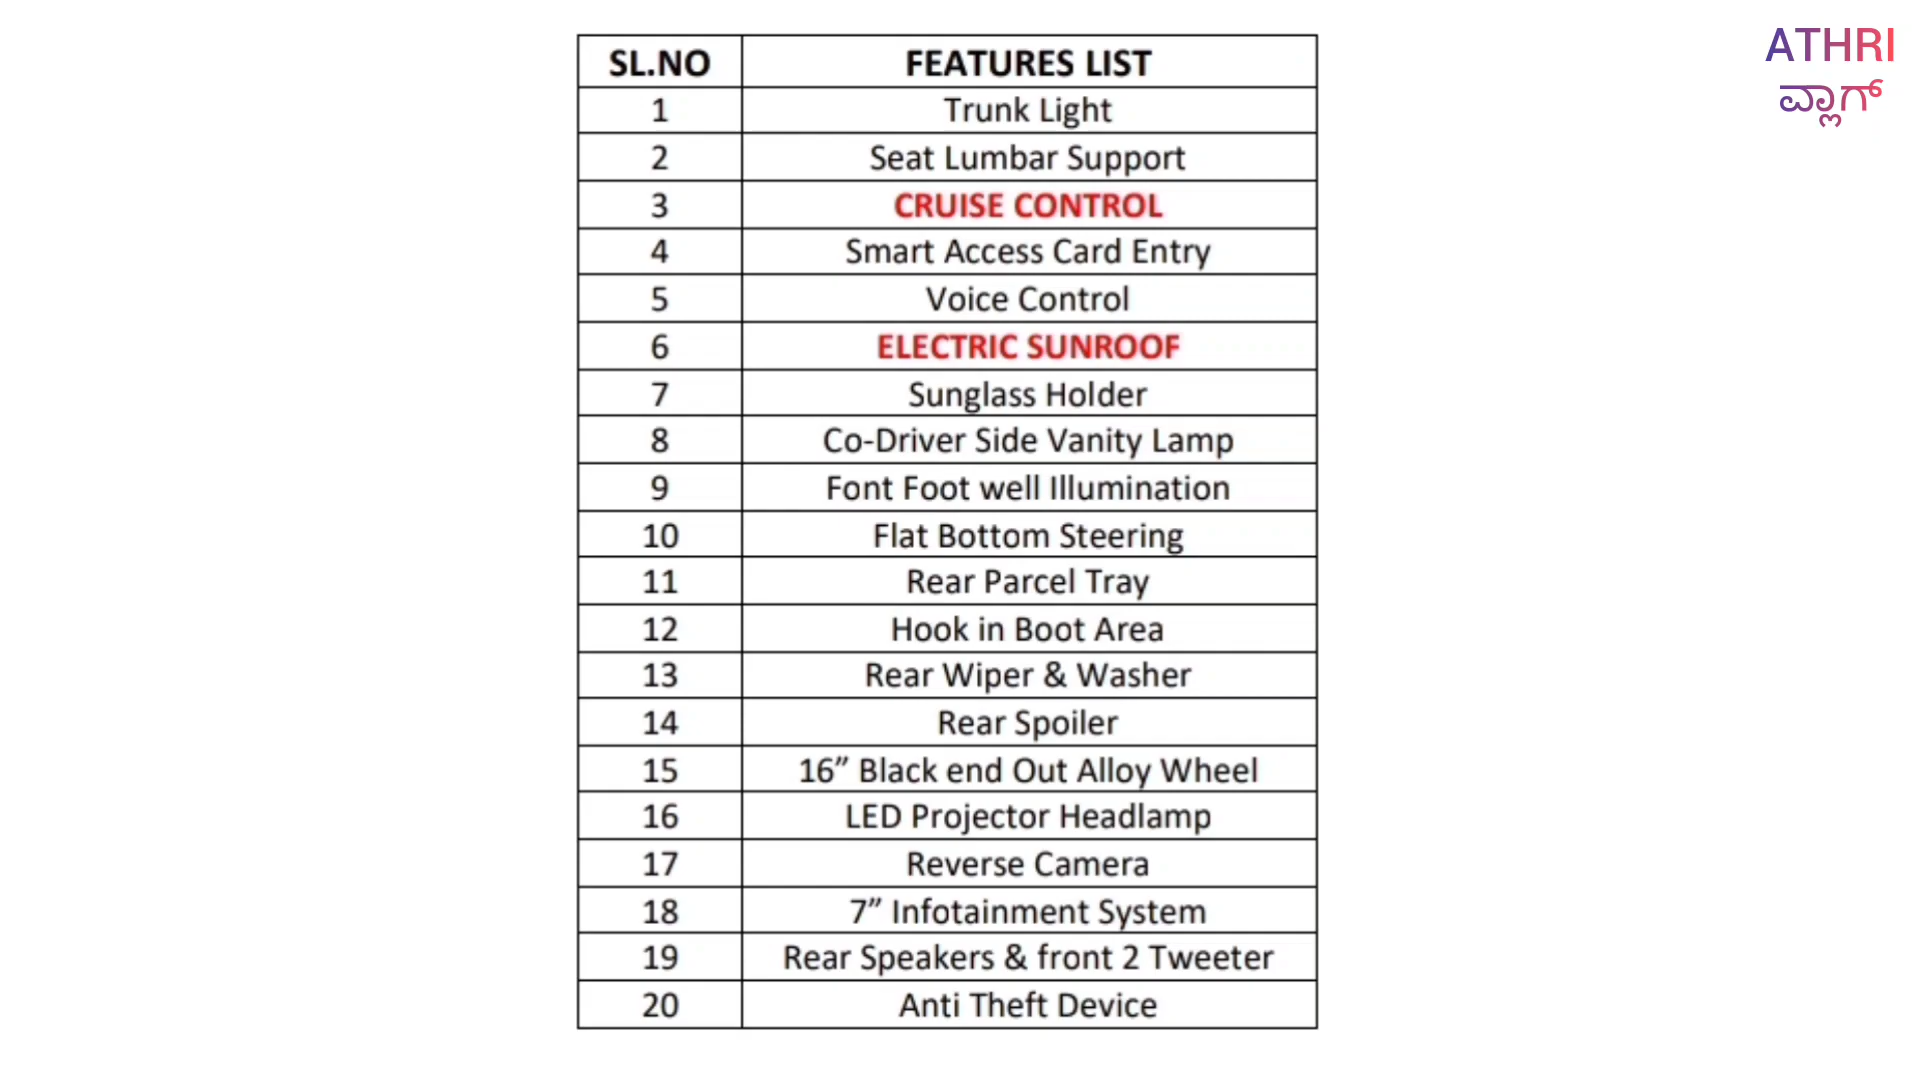 ATHRI
ವ್ಲಾಗ್
SL.NO FEATURES LIST
1 Trunk Light
2 Seat Lumbar Support
3 CRUISE CONTROL
4 Smart Access Card Entry
5 Voice Control
6 ELECTRIC SUNROOF
7 Sunglass Holder
8 Co-Driver Side Vanity Lamp
9 Font Foot well Illumination
10 Flat Bottom Steering
11 Rear Parcel Tray
12 Hook in Boot Area
13 Rear Wiper & Washer
14 Rear Spoiler
15 16” Black end Out Alloy Wheel
16 LED Projector Headlamp
17 Reverse Camera
18 7” Infotainment System
19 Rear Speakers & front 2 Tweeter
20 Anti Theft Device